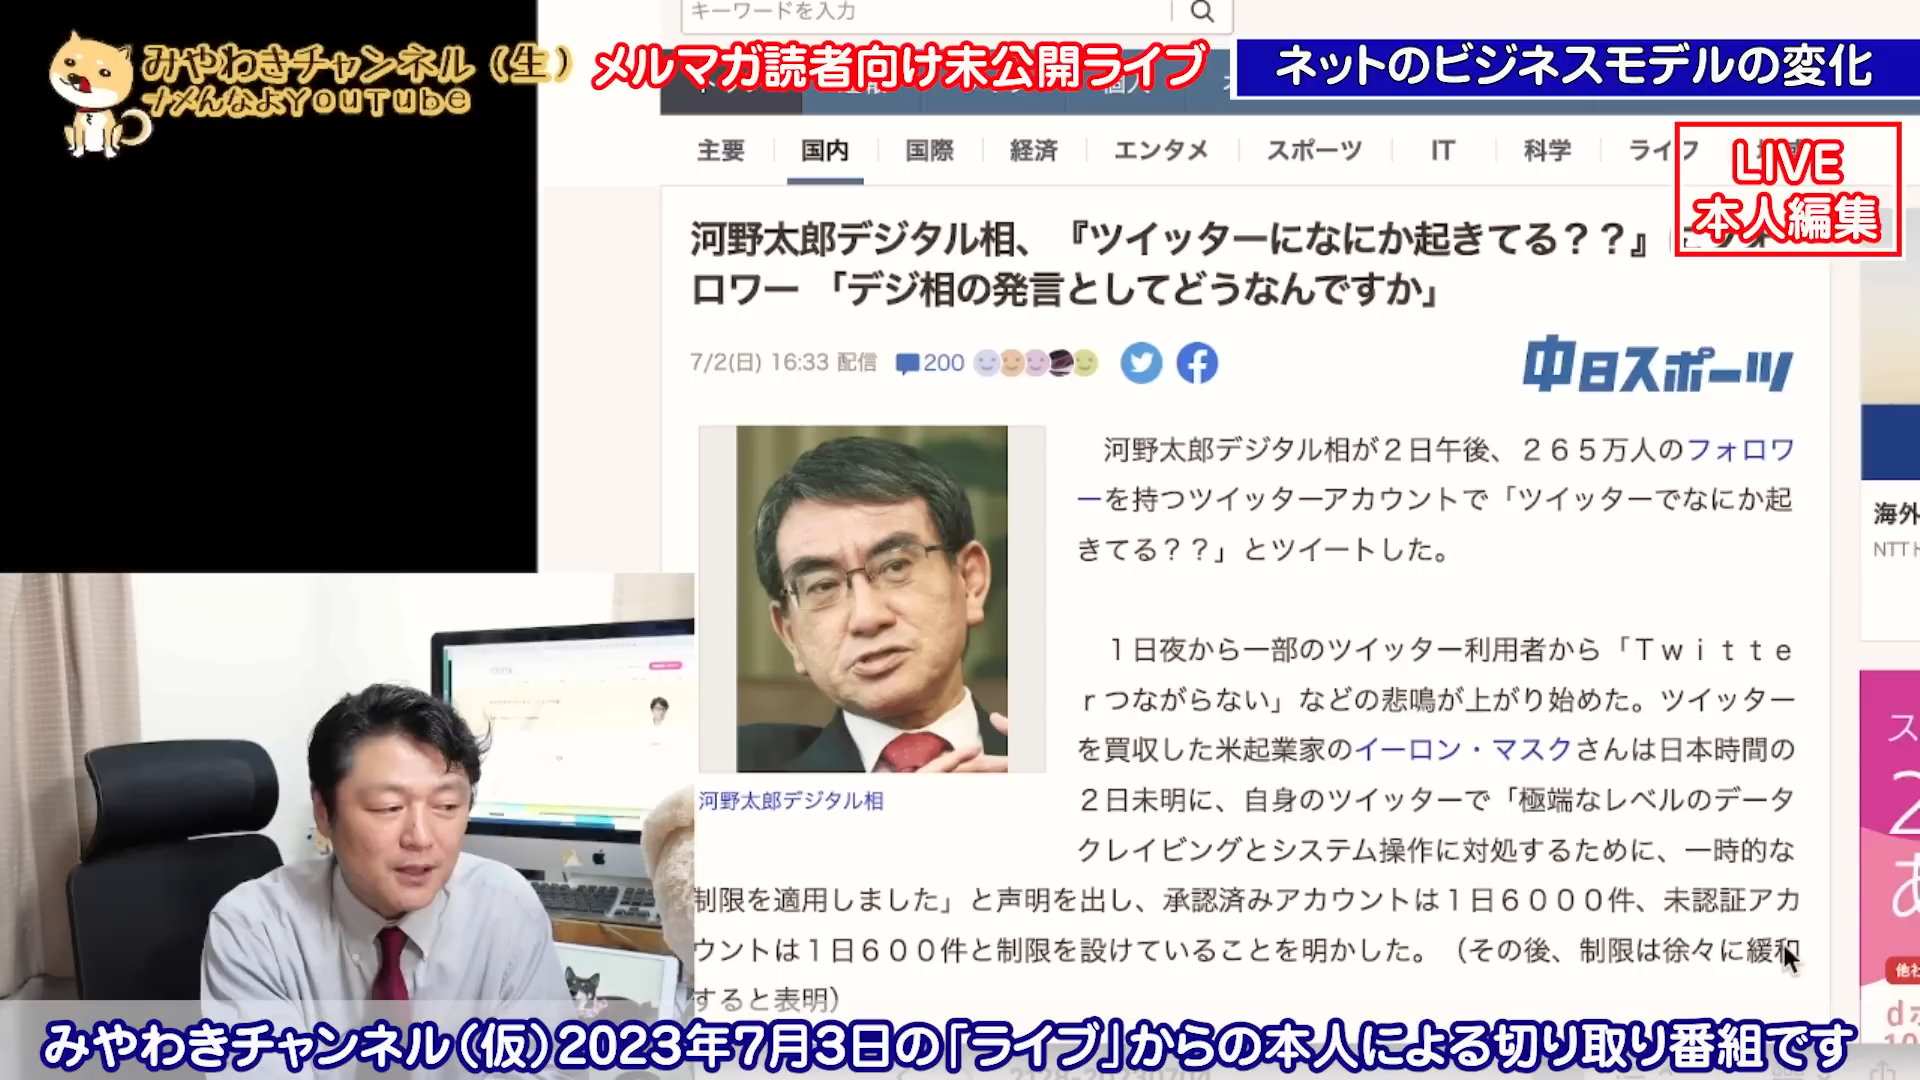 キーワードを入力
みやわきチャンネル（生）
ナメんなよYouTube
メルマガ読者向け未公開ライブ
ネットのビジネスモデルの変化
主要 国内 国際 経済 エンタメ スポーツ IT 科学 ライフ
LIVE
本人編集
河野太郎デジタル相、『ツイッターになにか起きてる？？』
ロワー 「デジ相の発言としてどうなんですか」
7/2(日) 16:33 配信 200
中日スポーツ
河野太郎デジタル相が２日午後、２６５万人のフォロワ
ーを持つツイッターアカウントで「ツイッターでなにか起
きてる？？」とツイートした。
１日夜から一部のツイッター利用者から「Ｔｗｉｔｔｅ
ｒつながらない」などの悲鳴が上がり始めた。ツイッター
を買収した米起業家のイーロン・マスクさんは日本時間の
２日未明に、自身のツイッターで「極端なレベルのデータ
クレイビングとシステム操作に対処するために、一時的な
制限を適用しました」と声明を出し、承認済みアカウントは１日６０００件、未認証アカ
ウントは１日６００件と制限を設けていることを明かした。（その後、制限は徐々に緩和
すると表明）
河野太郎デジタル相
海外
NTTド
他社
みやわきチャンネル（仮）2023年7月3日の「ライブ」からの本人による切り取り番組です